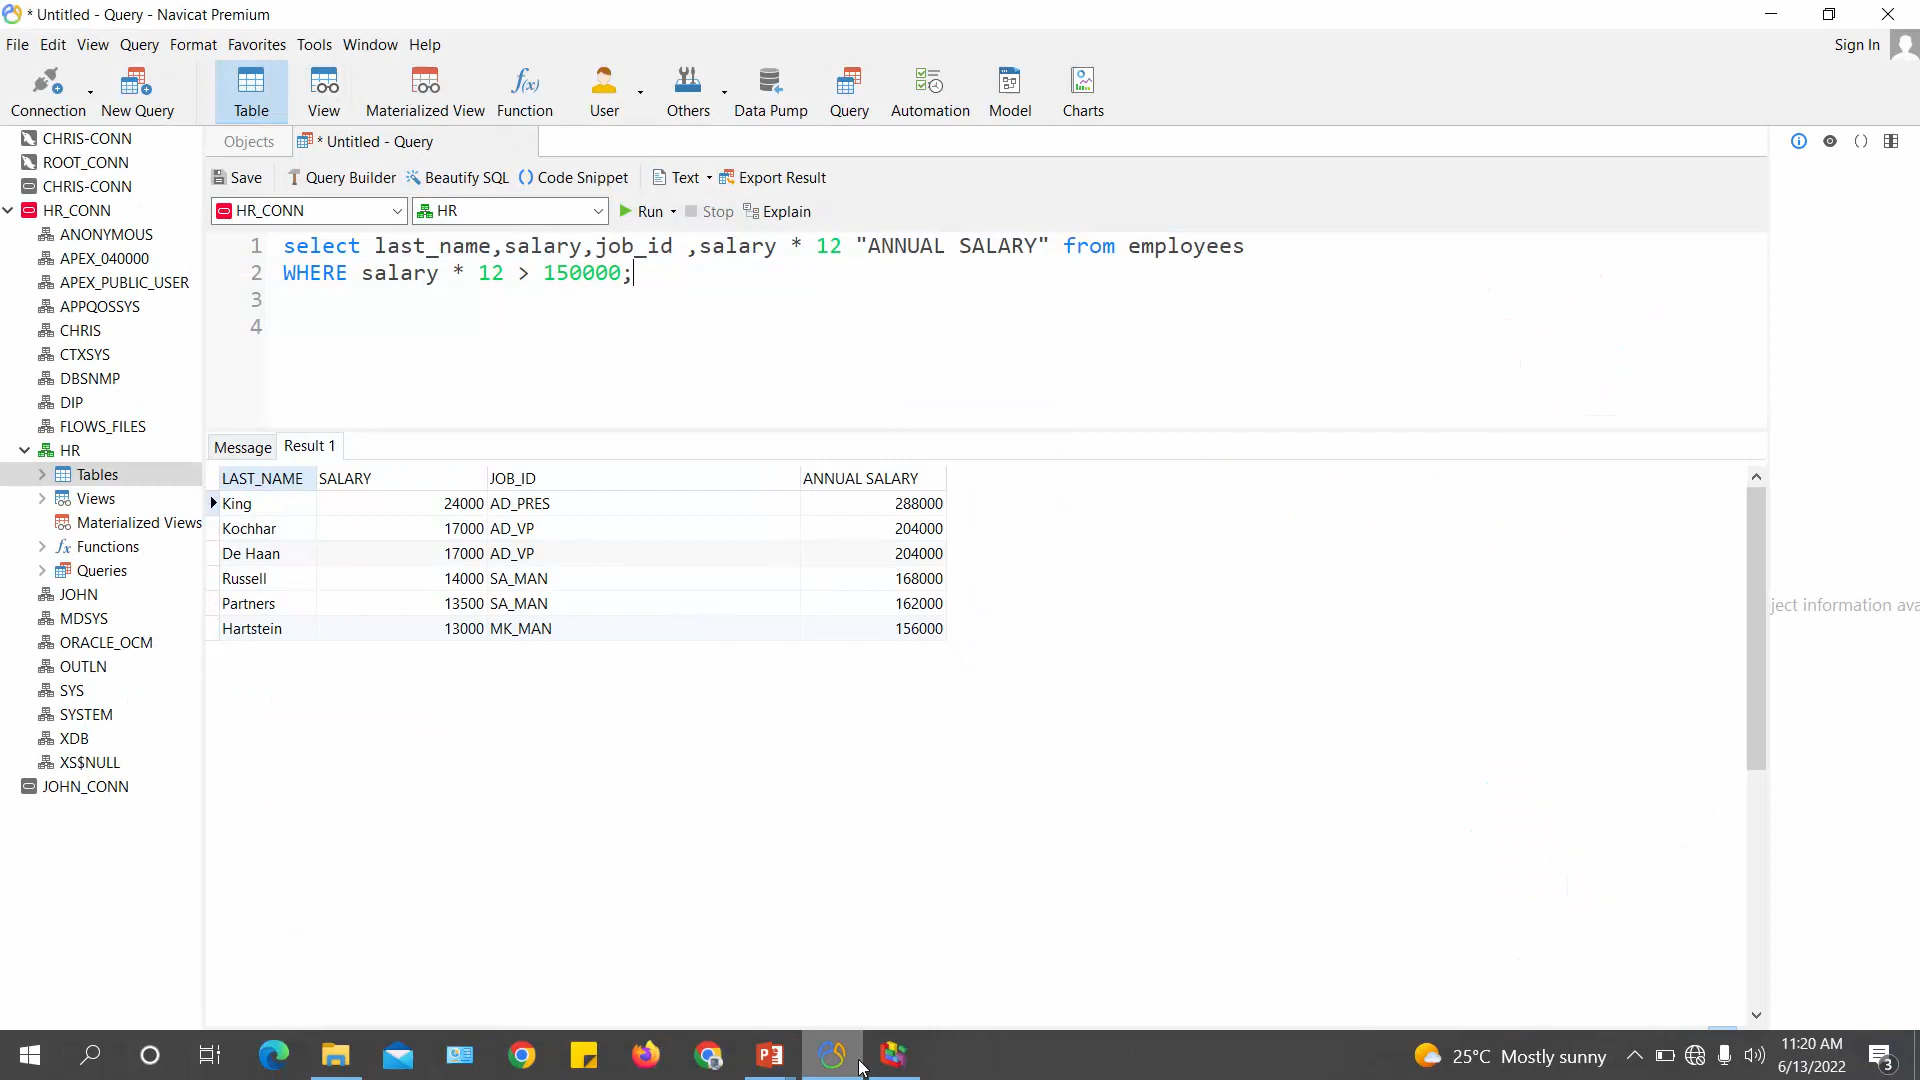 * Untitled - Query - Navicat Premium
File Edit View Query Format Favorites Tools Window Help
Sign In
Connection New Query Table View Materialized View Function User Others Data Pump Query Automation Model Charts
Objects * Untitled - Query
Save Query Builder Beautify SQL Code Snippet Text Export Result
HR_CONN HR Run Stop Explain
1 select last_name,salary,job_id ,salary * 12 "ANNUAL SALARY" from employees
2 WHERE salary * 12 > 150000;
3
4
CHRIS-CONN
ROOT_CONN
CHRIS-CONN
HR_CONN
ANONYMOUS
APEX_040000
APEX_PUBLIC_USER
APPQOSSYS
CHRIS
CTXSYS
DBSNMP
DIP
FLOWS_FILES
HR
Tables
Views
Materialized Views
Functions
Queries
JOHN
MDSYS
ORACLE_OCM
OUTLN
SYS
SYSTEM
XDB
XS$NULL
JOHN_CONN
Message Result 1
LAST_NAME SALARY JOB_ID ANNUAL SALARY
King 24000 AD_PRES 288000
Kochhar 17000 AD_VP 204000
De Haan 17000 AD_VP 204000
Russell 14000 SA_MAN 168000
Partners 13500 SA_MAN 162000
Hartstein 13000 MK_MAN 156000
ject information ava
25°C Mostly sunny
11:20 AM
6/13/2022
3